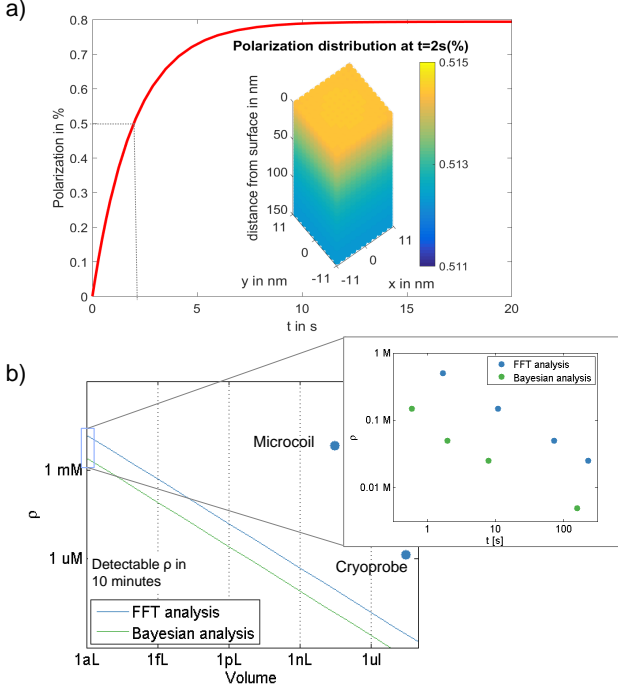 a)
0.8
0.7
0.6
0.5
0.4
0.3
0.2
0.1
0
Polarization in %
0
5
10
15
20
t in s
Polarization distribution at t=2s(%)
0
50
100
150
distance from surface in nm
11
0
-11
y in nm
-11
0
11
x in nm
0.515
0.513
0.511
b)
1 mM
1 uM
ρ
Microcoil
Cryoprobe
Detectable ρ in
10 minutes
FFT analysis
Bayesian analysis
1aL
1fL
1pL
1nL
1ul
Volume
1 M
0.1 M
0.01 M
ρ
FFT analysis
Bayesian analysis
1
10
100
t [s]